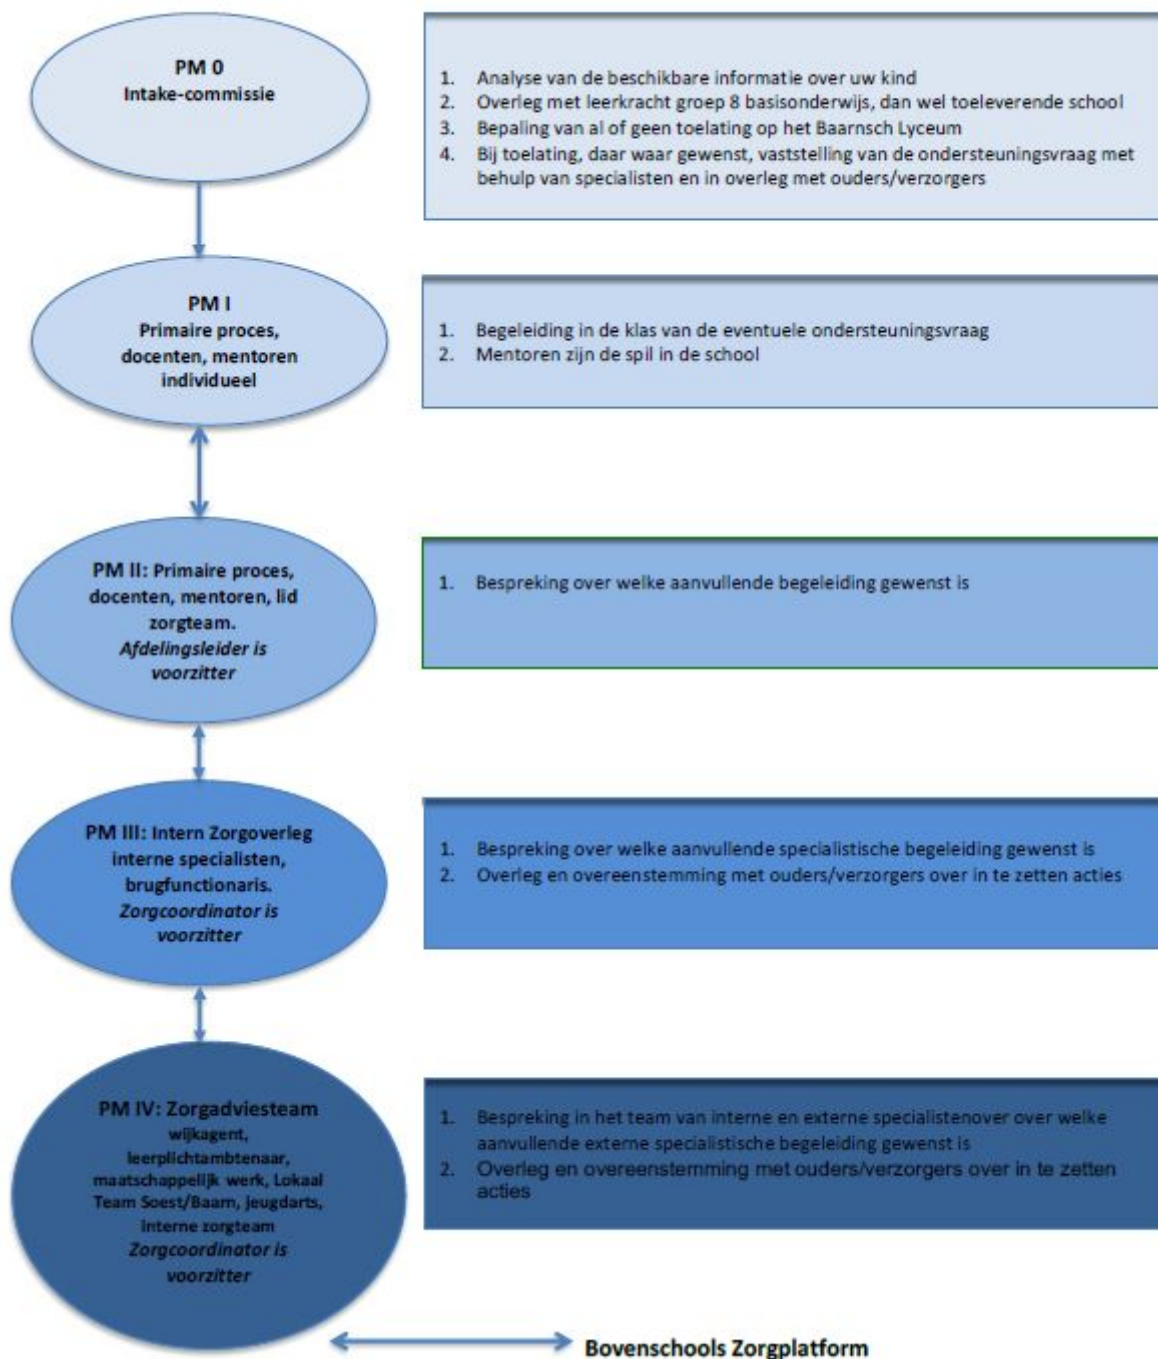 PM 0
Intake-commissie
1. Analyse van de beschikbare informatie over uw kind
2. Overleg met leerkracht groep 8 basisonderwijs, dan wel toeleverende school
3. Bepaling van al of geen toelating op het Baarnsch Lyceum
4. Bij toelating, daar waar gewenst, vaststelling van de ondersteuningsvraag met
behulp van specialisten en in overleg met ouders/verzorgers
PM I
Primaire proces,
docenten, mentoren
individueel
1. Begeleiding in de klas van de eventuele ondersteuningsvraag
2. Mentoren zijn de spil in de school
PM II: Primaire proces,
docenten, mentoren, lid
zorgteam.
Afdelingsleider is
voorzitter
1. Bespreking over welke aanvullende begeleiding gewenst is
PM III: Intern Zorgoverleg
interne specialisten,
brugfunctionaris.
Zorgcoordinator is
voorzitter
1. Bespreking over welke aanvullende specialistische begeleiding gewenst is
2. Overleg en overeenstemming met ouders/verzorgers over in te zetten acties
PM IV: Zorgadviesteam
wijkagent,
leerplichtambtenaar,
maatschappelijk werk, Lokaal
Team Soest/Baarn, jeugdarts,
interne zorgteam
Zorgcoordinator is
voorzitter
1. Bespreking in het team van interne en externe specialistenover over welke
aanvullende externe specialistische begeleiding gewenst is
2. Overleg en overeenstemming met ouders/verzorgers over in te zetten
acties
Bovenschools Zorgplatform